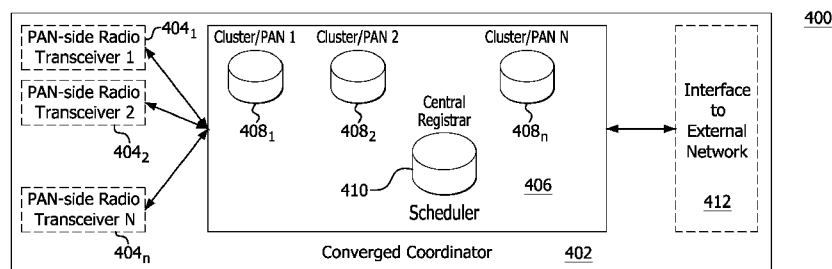 400
PAN-side Radio
Transceiver 1
404₁
PAN-side Radio
Transceiver 2
404₂
PAN-side Radio
Transceiver N
404ₙ
Cluster/PAN 1
408₁
Cluster/PAN 2
408₂
Cluster/PAN N
408ₙ
Central
Registrar
410
406
Scheduler
Converged Coordinator
402
Interface
to
External
Network
412